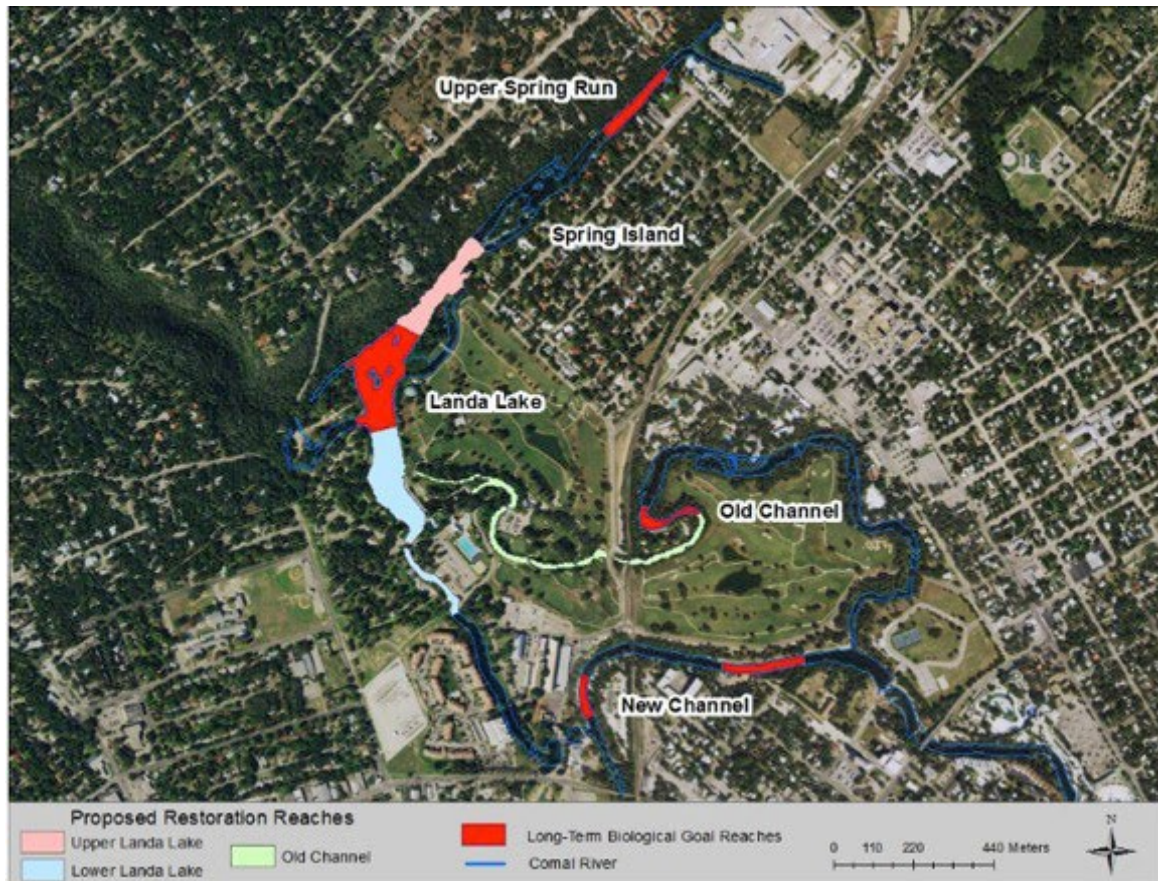 Upper Spring Run
Spring Island
Landa Lake
Old Channel
New Channel
Proposed Restoration Reaches
Upper Landa Lake
Lower Landa Lake
Old Channel
Long-Term Biological Goal Reaches
Comal River
N
0 110 220 440 Meters